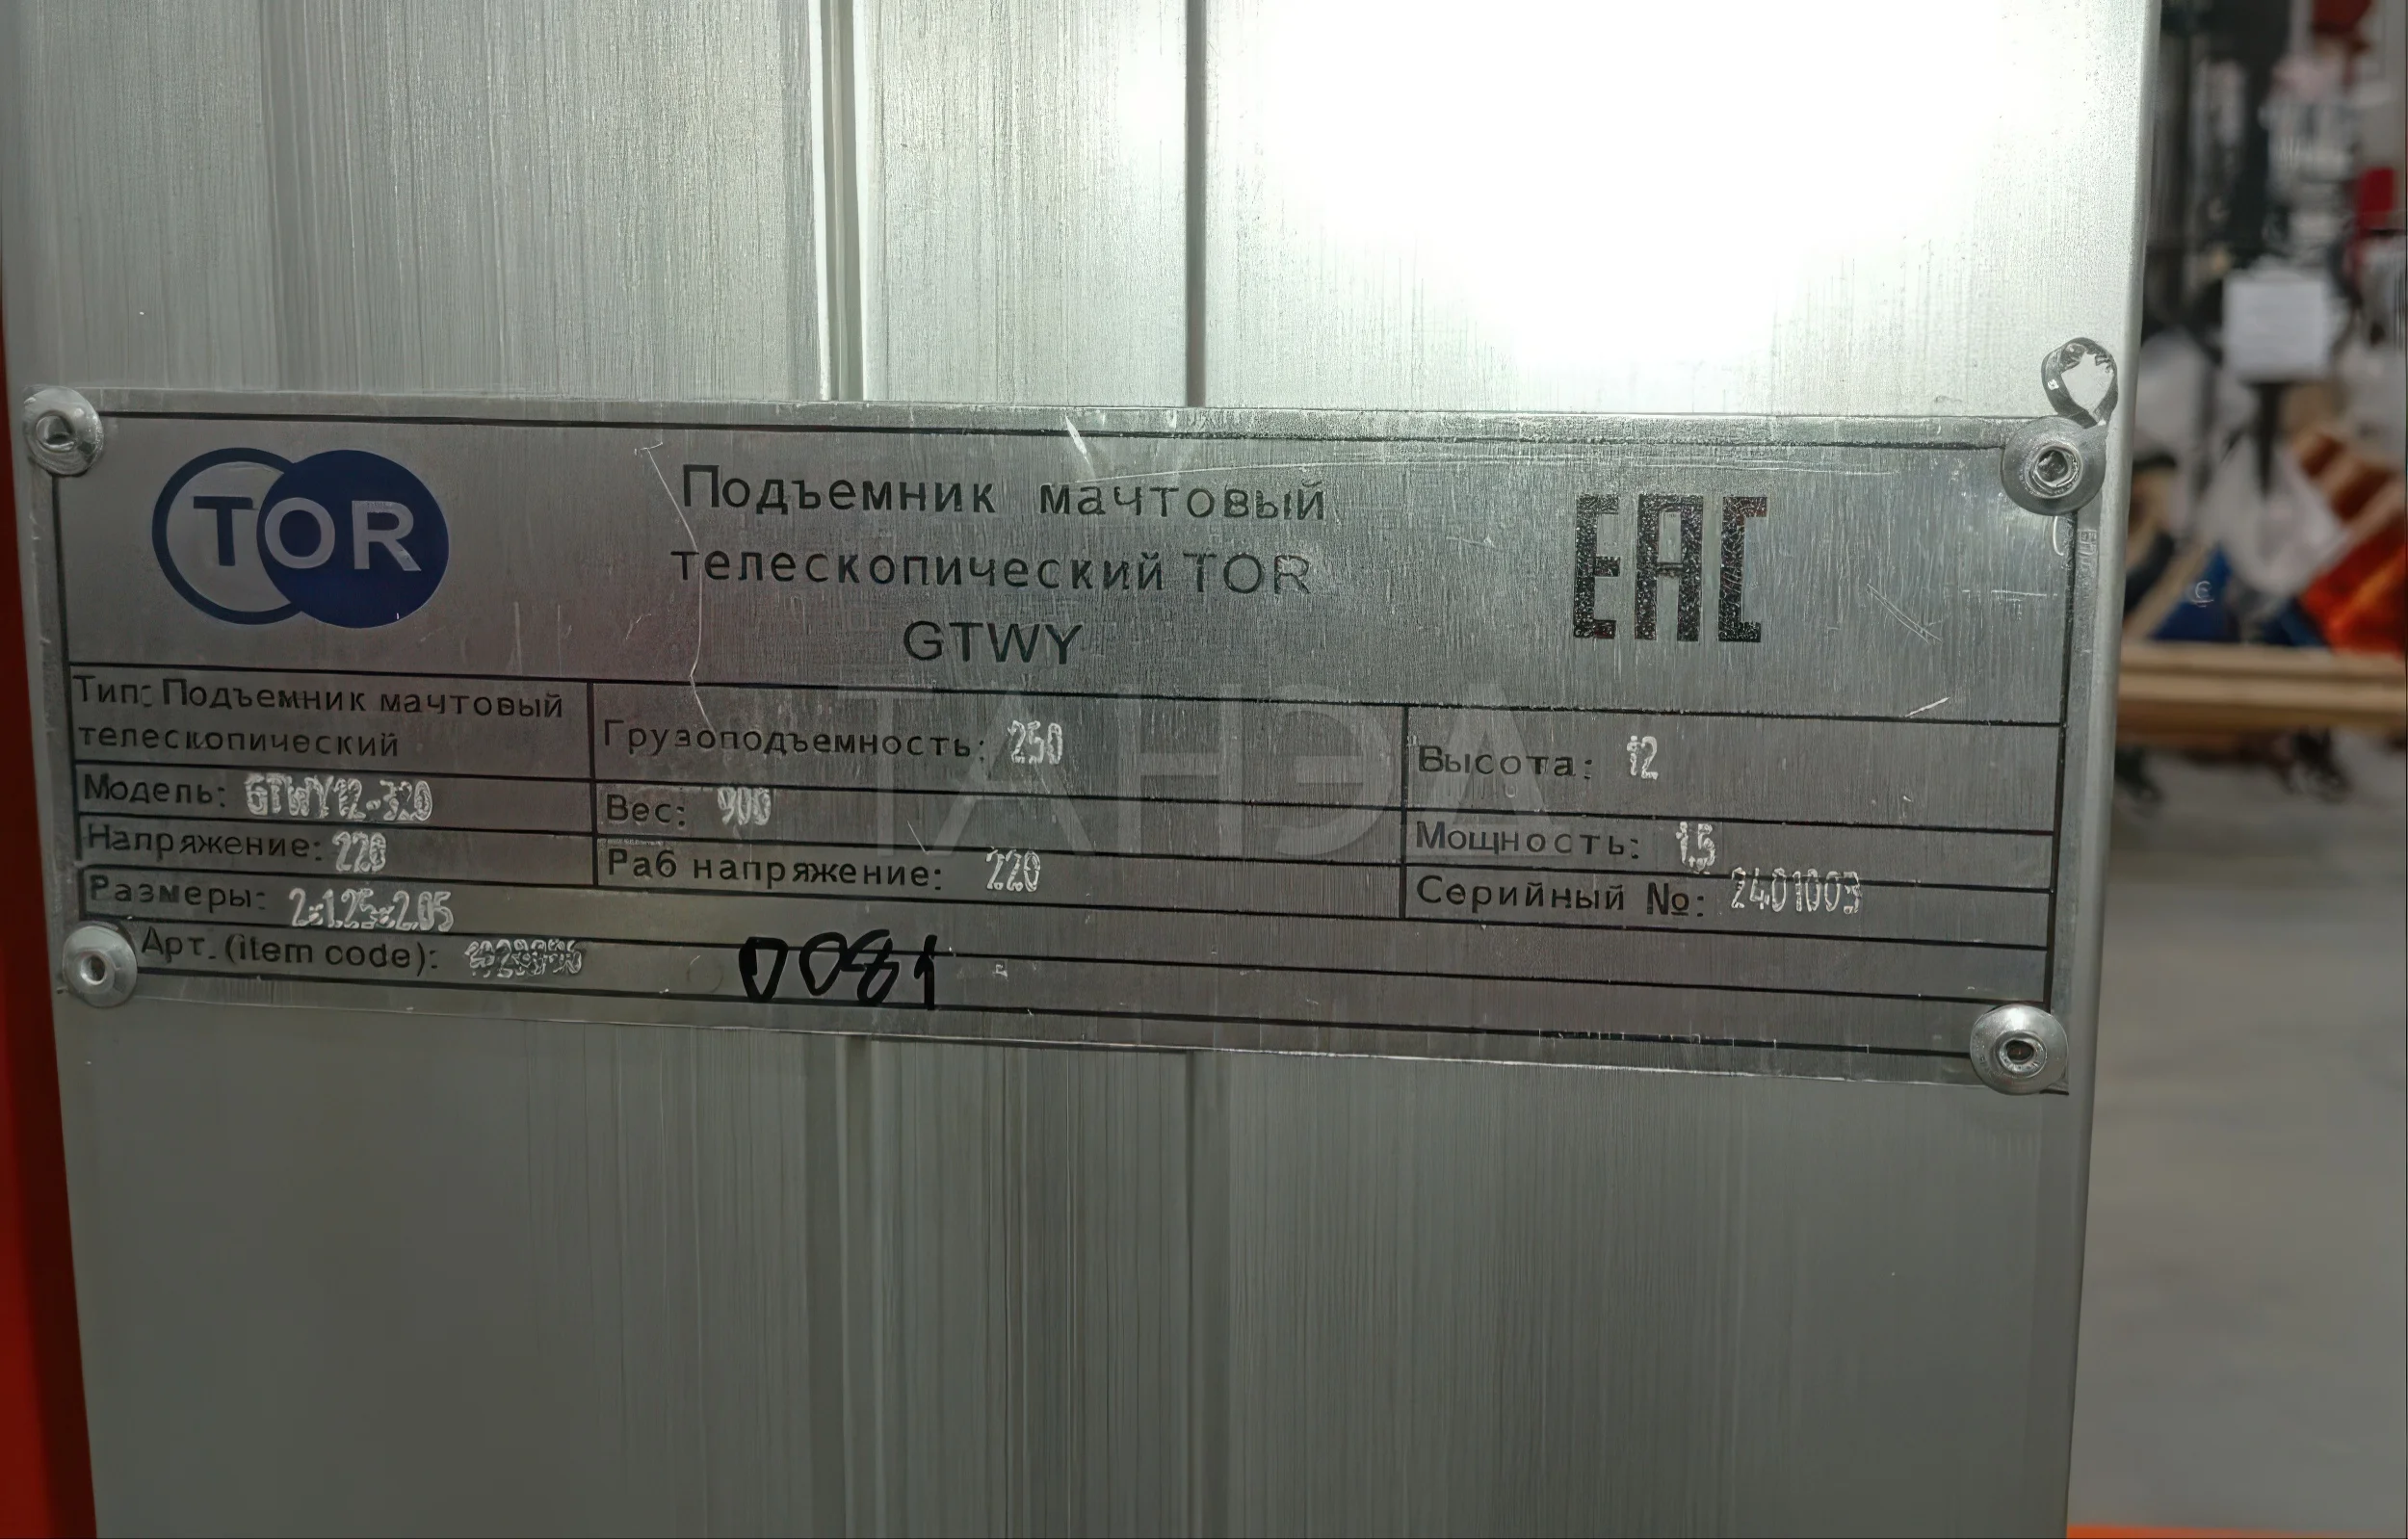 TOR
Подъемник мачтовый
телескопический TOR
GTWY
EAC
Тип: Подъемник мачтовый
телескопический
Грузоподъемность: 250
Высота: 12
Модель: GTWY12-320
Вес: 900
Мощность: 1.5
Напряжение: 220
Раб напряжение: 220
Серийный №: 2401003
Размеры: 2x1.25x2.05
Арт. (item code):
0081
ТАНЭЛ